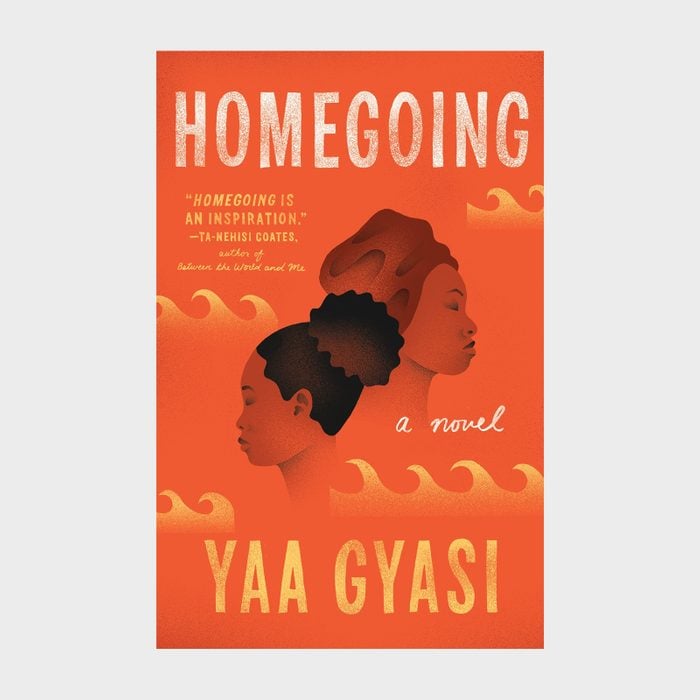 HOMEGOING
“HOMEGOING IS
AN INSPIRATION.”
—TA-NEHISI COATES,
author of
Between the World and Me
a novel
YAA GYASI